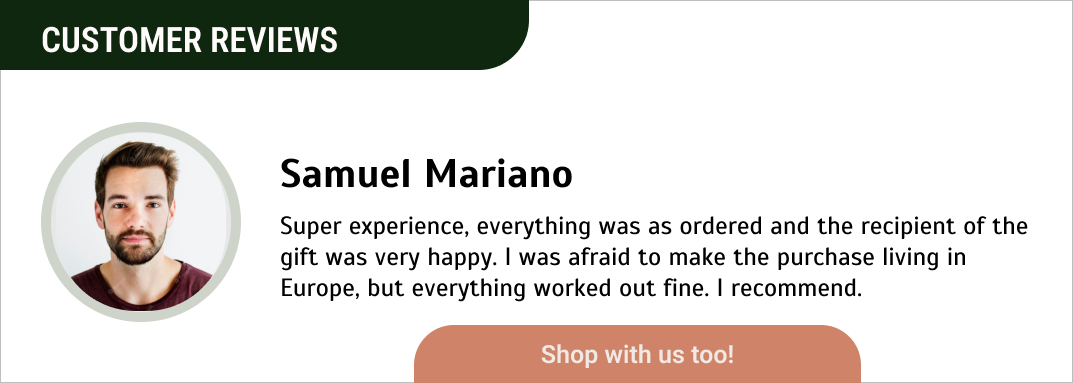 CUSTOMER REVIEWS
Samuel Mariano
Super experience, everything was as ordered and the recipient of the
gift was very happy. I was afraid to make the purchase living in
Europe, but everything worked out fine. I recommend.
Shop with us too!